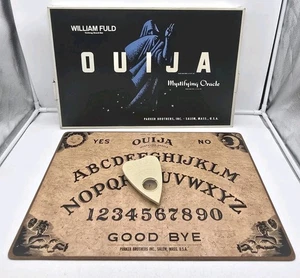 WILLIAM FULD
OUIJA
Mystifying Oracle
PARKER BROTHERS, INC. SALEM, MASS., U.S.A.
YES OUIJA NO
ABCDEFGHIJKLM
NOPQRSTUVWXYZ
1234567890
GOOD BYE
PARKER BROTHERS INC. SALEM, MASS. U.S.A.